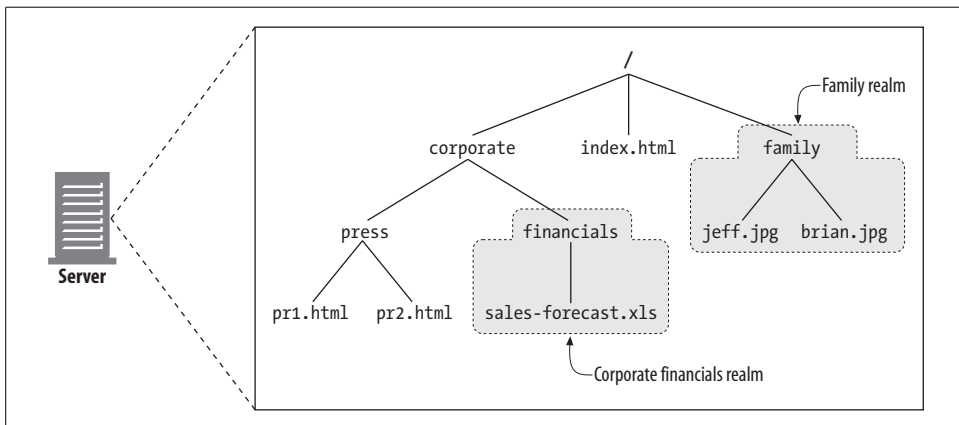 /
Family realm
corporate
index.html
family
press
financials
jeff.jpg
brian.jpg
Server
pr1.html
pr2.html
sales-forecast.xls
Corporate financials realm